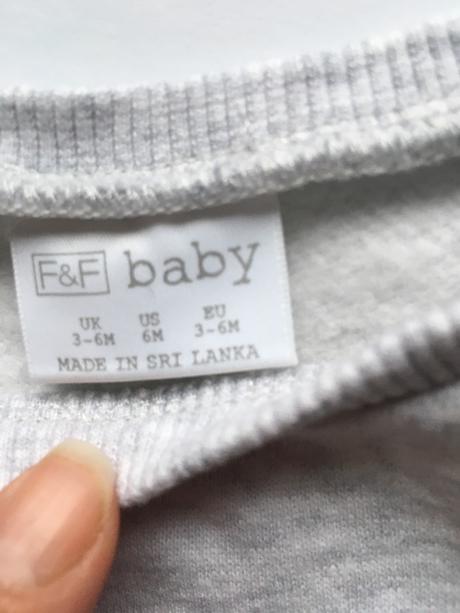 F&F baby
UK US EU
3-6M 6M 3-6M
MADE IN SRI LANKA